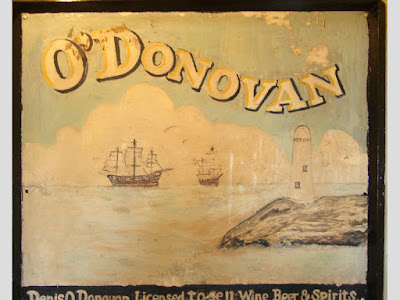 O'DONOVAN
Denis O Donovan Licensed to sell: Wine Beer & Spirits